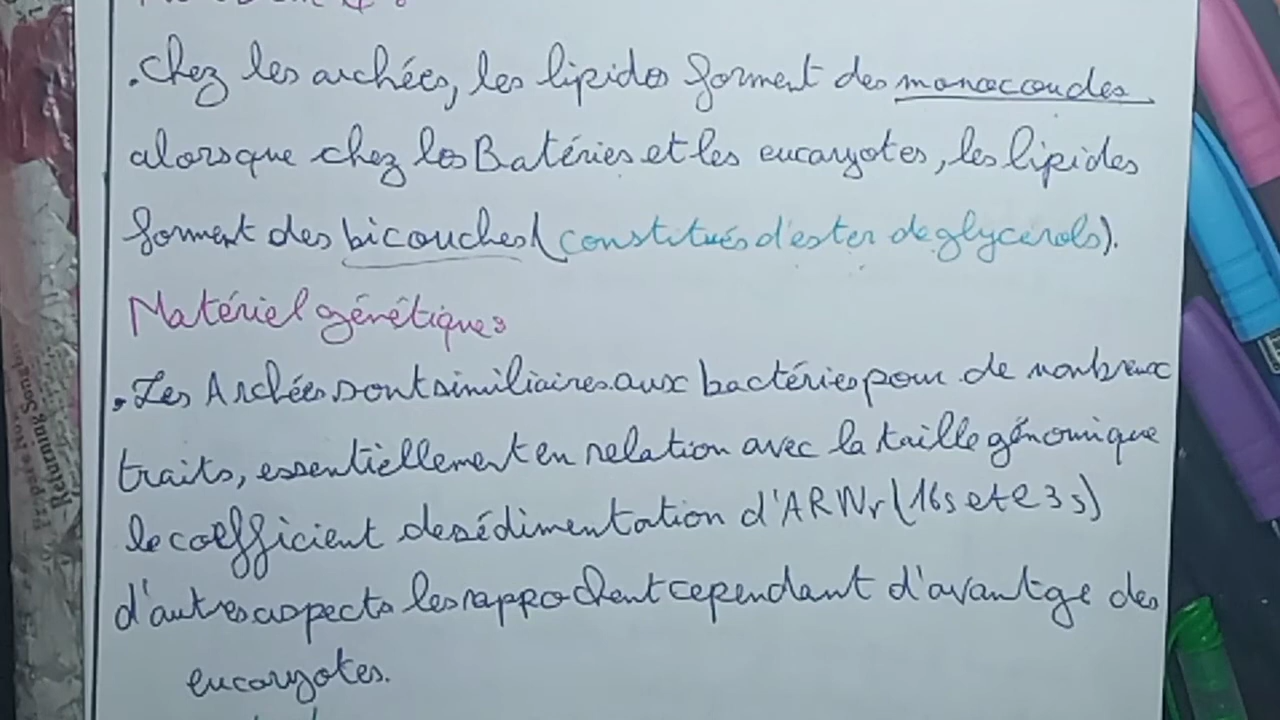 .Chez les archées, les lipides forment des monocouches
alorsque chez les Batéries et les eucaryotes, les lipides
forment des bicouches (constitués d'ester de glycérols).
Matériel génétique:
.Les Archées sont similiaires aux bactéries pour de nombreux
traits, essentiellement en relation avec la taille génomique
le coefficient de sédimentation d'ARNr (16s et 23s)
d'autres aspects les rapprochent cependant d'avantage des
eucaryotes.
Returning Song